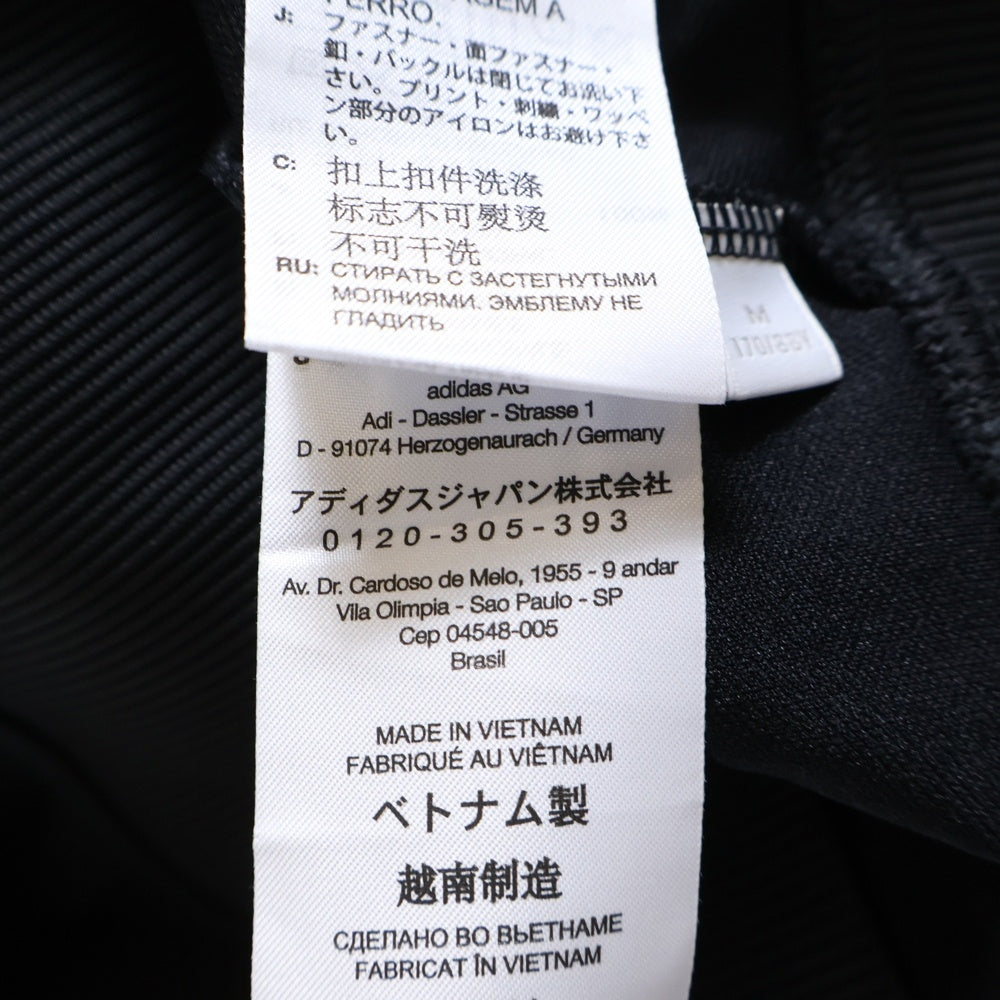 FERRO.
J: ファスナー・面ファスナー・
釦・バックルは閉じてお洗い下
さい。プリント・刺繍・ワッペ
ン部分のアイロンはお避け下さ
い。
C: 扣上扣件洗涤
标志不可熨烫
不可干洗
RU: СТИРАТЬ С ЗАСТЕГНУТЫМИ
МОЛНИЯМИ. ЭМБЛЕМУ НЕ
ГЛАДИТЬ
M
adidas AG
Adi - Dassler - Strasse 1
D - 91074 Herzogenaurach / Germany
アディダスジャパン株式会社
0120-305-393
Av. Dr. Cardoso de Melo, 1955 - 9 andar
Vila Olimpia - Sao Paulo - SP
Cep 04548-005
Brasil
MADE IN VIETNAM
FABRIQUÉ AU VIÊTNAM
ベトナム製
越南制造
СДЕЛАНО ВО ВЬЕТНАМЕ
FABRICAT ÎN VIETNAM